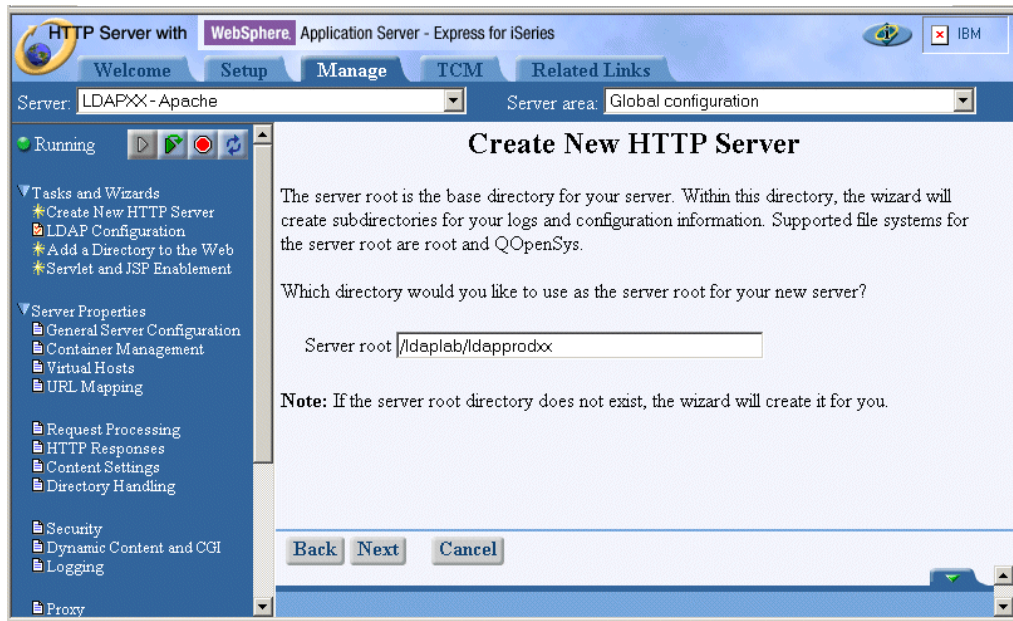 HTTP Server with WebSphere. Application Server - Express for iSeries
IBM
Welcome Setup Manage TCM Related Links
Server: LDAPXX - Apache Server area: Global configuration
Running
Tasks and Wizards
Create New HTTP Server
LDAP Configuration
Add a Directory to the Web
Servlet and JSP Enablement
Server Properties
General Server Configuration
Container Management
Virtual Hosts
URL Mapping
Request Processing
HTTP Responses
Content Settings
Directory Handling
Security
Dynamic Content and CGI
Logging
Proxy
Create New HTTP Server
The server root is the base directory for your server. Within this directory, the wizard will
create subdirectories for your logs and configuration information. Supported file systems for
the server root are root and QOpenSys.
Which directory would you like to use as the server root for your new server?
Server root /ldaplab/ldapprodxx
Note: If the server root directory does not exist, the wizard will create it for you.
Back Next Cancel